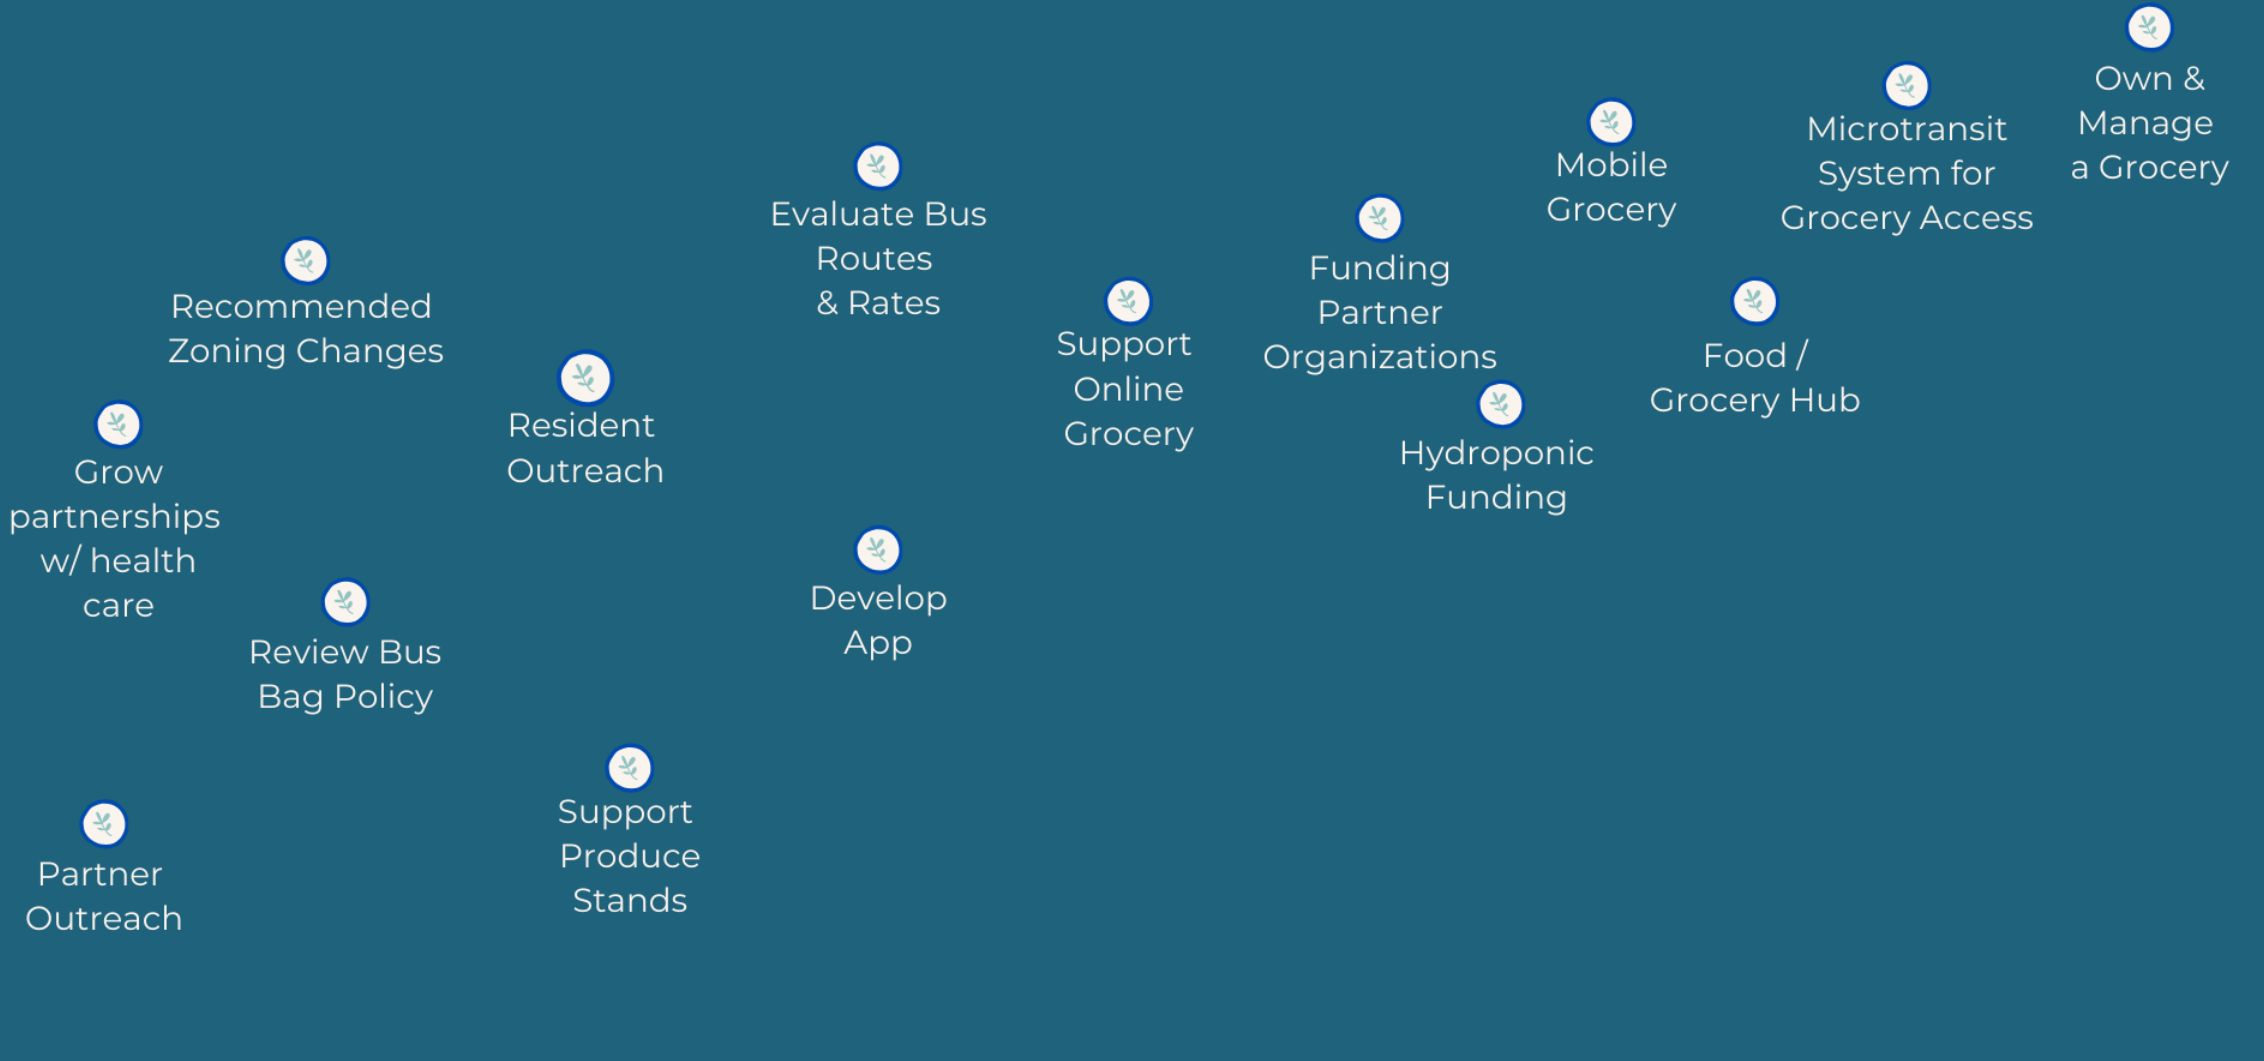 Own &
Manage
a Grocery
Microtransit
System for
Grocery Access
Mobile
Grocery
Evaluate Bus
Routes
& Rates
Funding
Partner
Organizations
Recommended
Zoning Changes
Support
Online
Grocery
Food /
Grocery Hub
Resident
Outreach
Hydroponic
Funding
Grow
partnerships
w/ health
care
Develop
App
Review Bus
Bag Policy
Support
Produce
Stands
Partner
Outreach